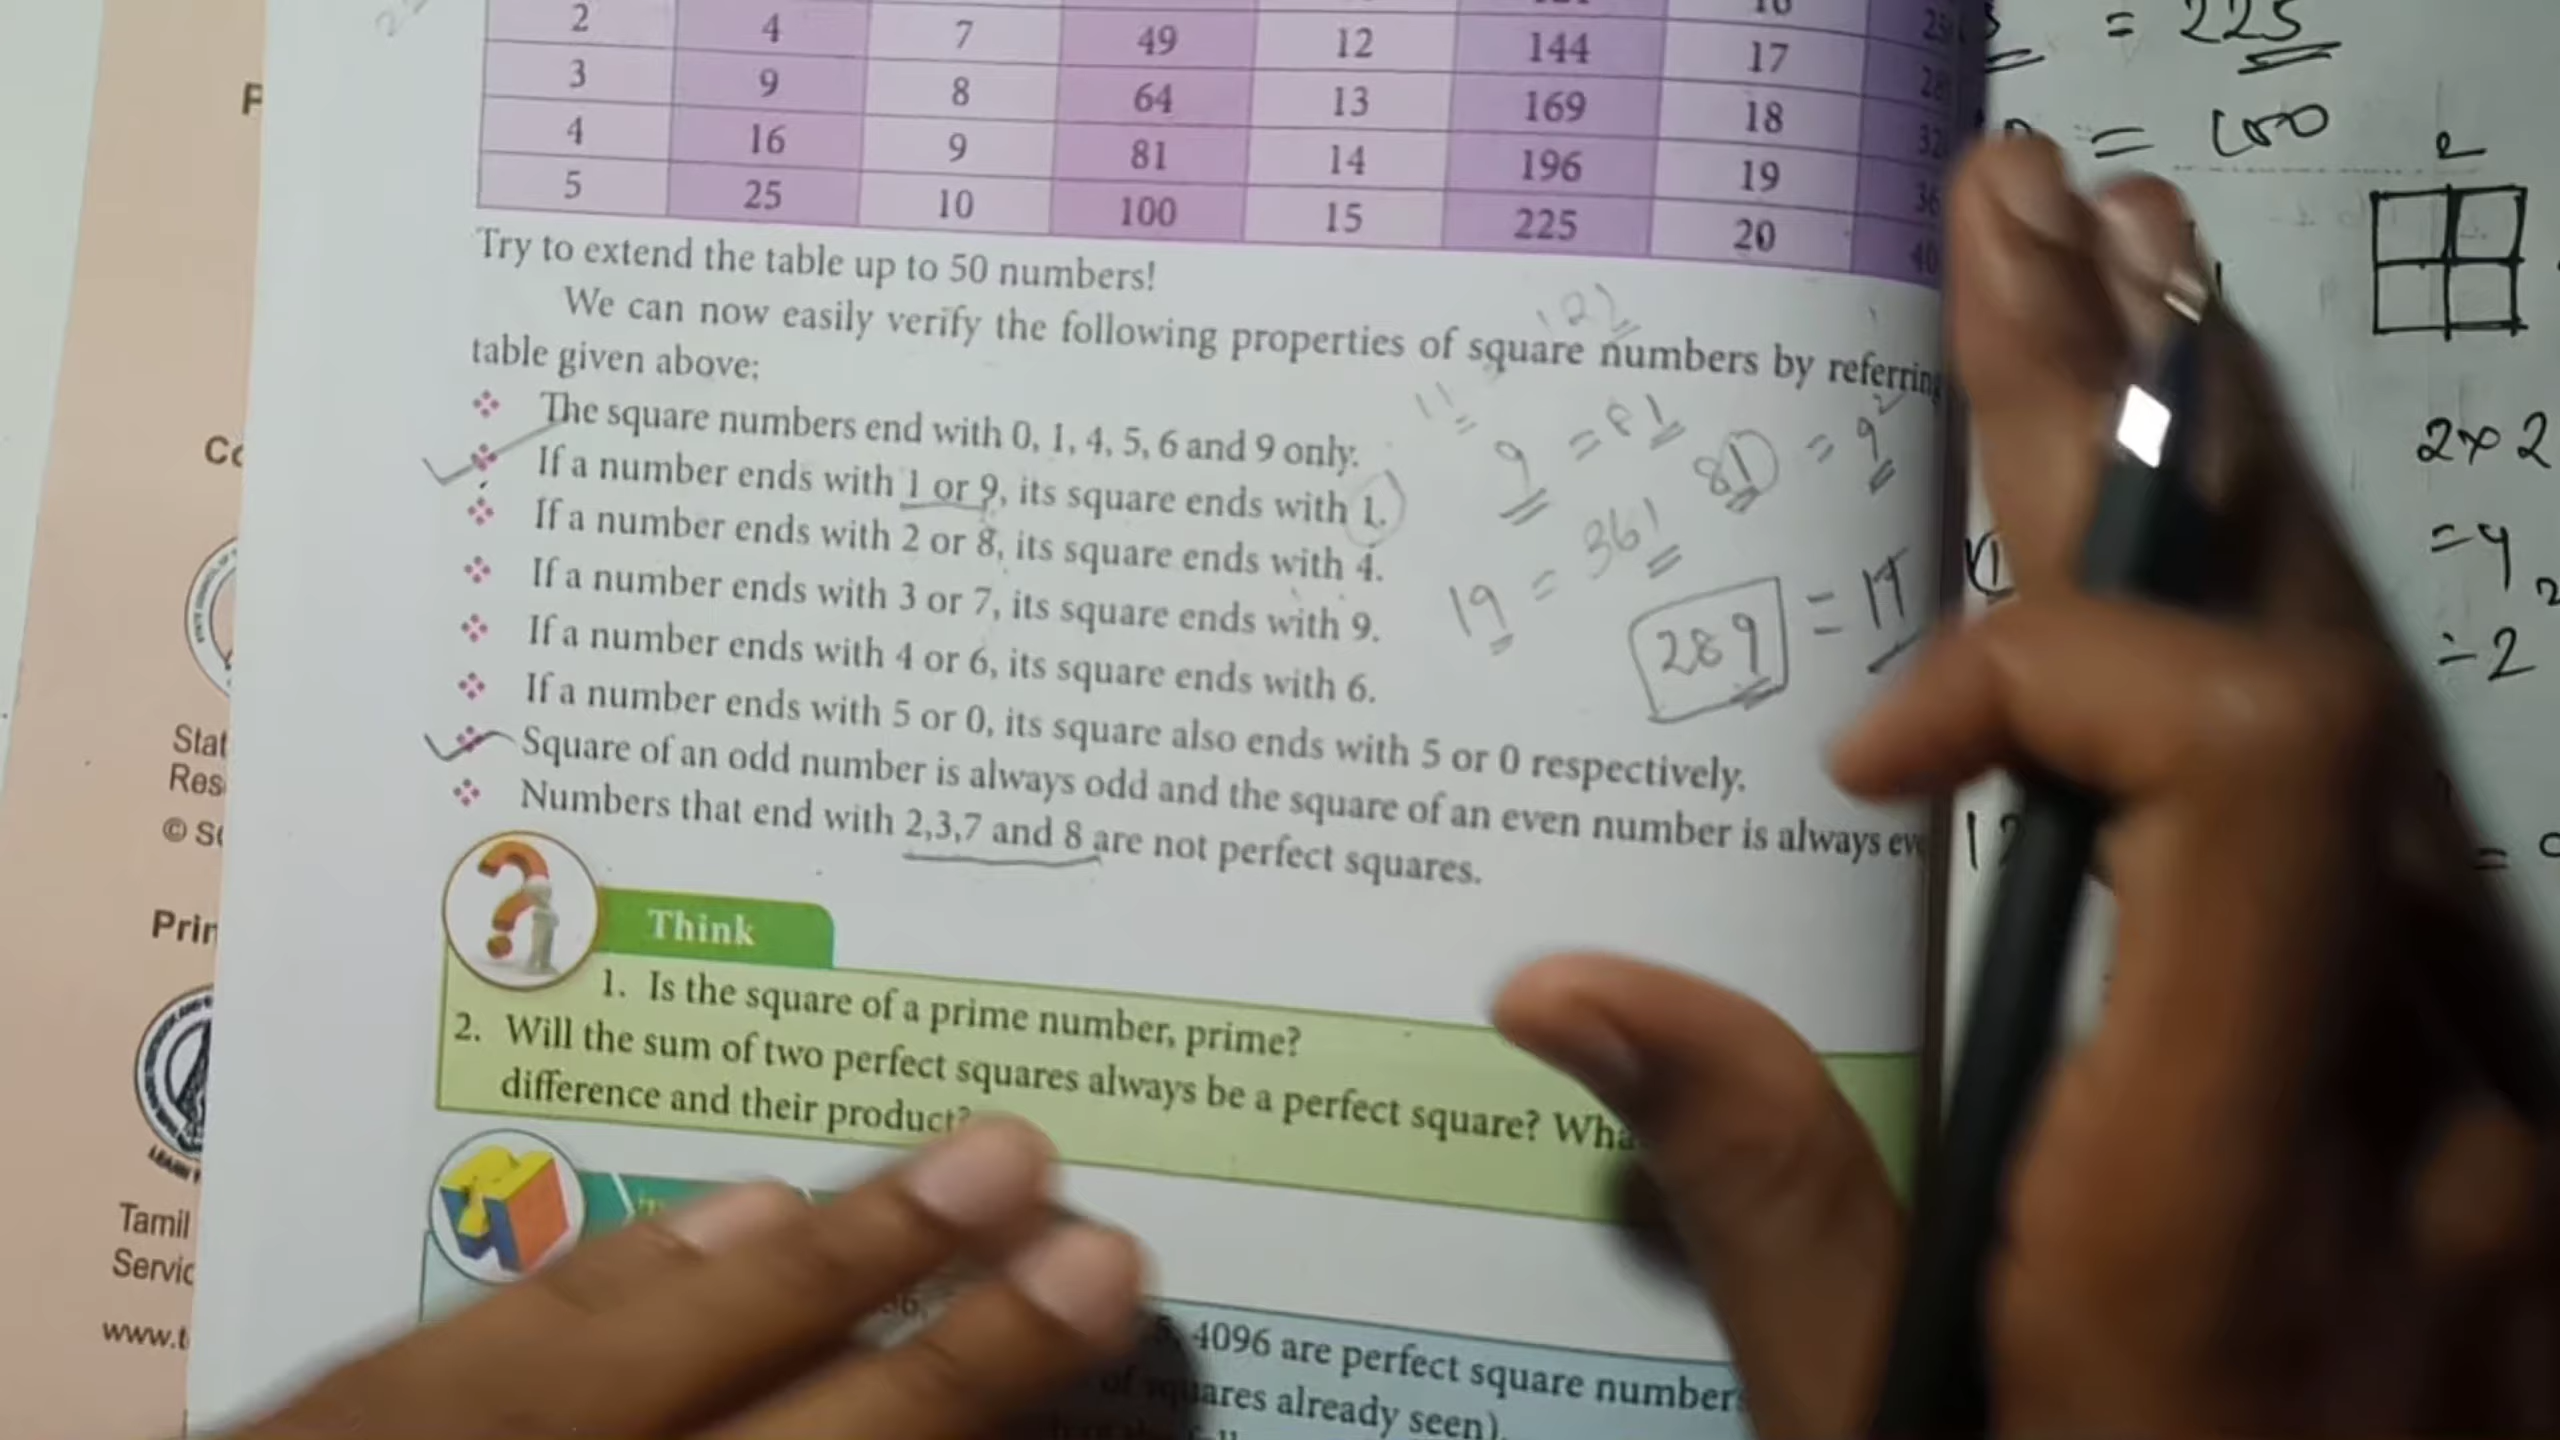 2 4 7 49 12 144 17
3 9 8 64 13 169 18
4 16 9 81 14 196 19
5 25 10 100 15 225 20
Try to extend the table up to 50 numbers!
We can now easily verify the following properties of square numbers by referring
table given above:
The square numbers end with 0, 1, 4, 5, 6 and 9 only.
If a number ends with 1 or 9, its square ends with 1.
If a number ends with 2 or 8, its square ends with 4.
If a number ends with 3 or 7, its square ends with 9.
If a number ends with 4 or 6, its square ends with 6.
If a number ends with 5 or 0, its square also ends with 5 or 0 respectively.
Square of an odd number is always odd and the square of an even number is always
Numbers that end with 2,3,7 and 8 are not perfect squares.
Think
1. Is the square of a prime number, prime?
2. Will the sum of two perfect squares always be a perfect square?
difference and their product?
4096 are perfect square
already seen).
121
11
9 = 81
81 = 9²
19 = 361
289 = 17
= 225
= 100
2
2×2
=4
÷2
Stat
Res
Prin
Tamil
Servic
www.t